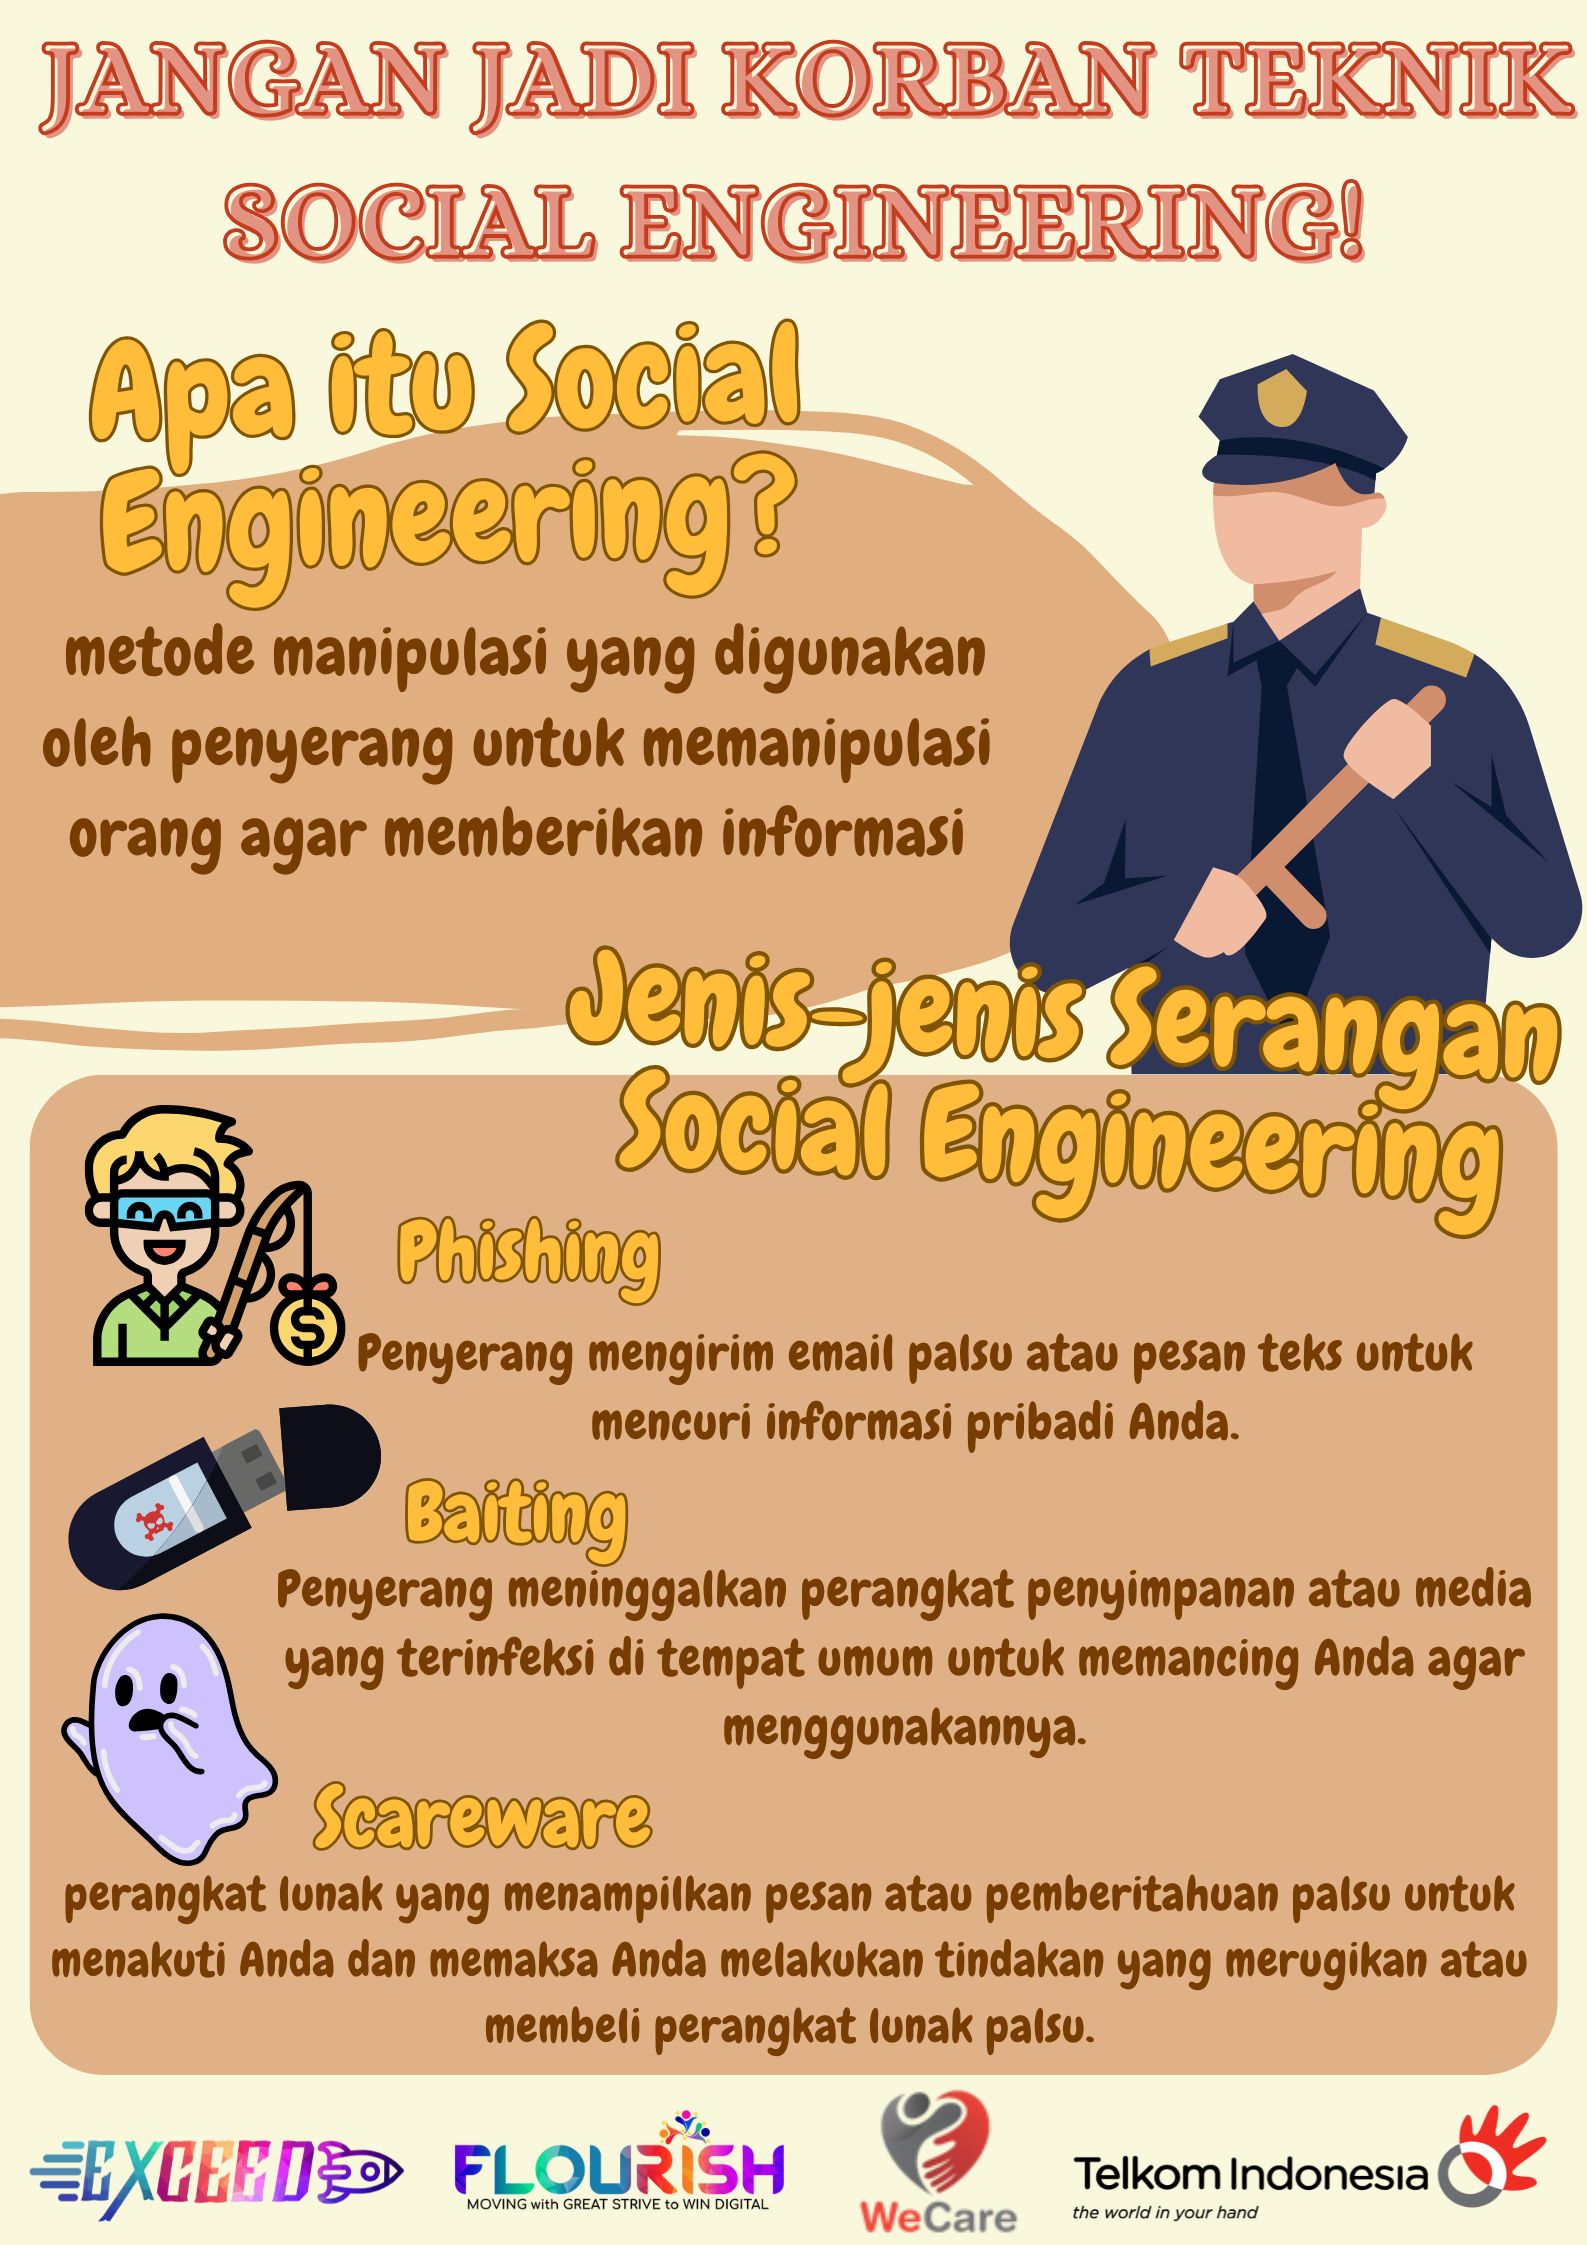 JANGAN JADI KORBAN TEKNIK
SOCIAL ENGINEERING!
Apa itu Social
Engineering?
metode manipulasi yang digunakan
oleh penyerang untuk memanipulasi
orang agar memberikan informasi
Jenis-jenis Serangan
Social Engineering
Phishing
Penyerang mengirim email palsu atau pesan teks untuk
mencuri informasi pribadi Anda.
Baiting
Penyerang meninggalkan perangkat penyimpanan atau media
yang terinfeksi di tempat umum untuk memancing Anda agar
menggunakannya.
Scareware
perangkat lunak yang menampilkan pesan atau pemberitahuan palsu untuk
menakuti Anda dan memaksa Anda melakukan tindakan yang merugikan atau
membeli perangkat lunak palsu.
EXCEED
FLOURISH
MOVING with GREAT STRIVE to WIN DIGITAL
WeCare
Telkom Indonesia
the world in your hand